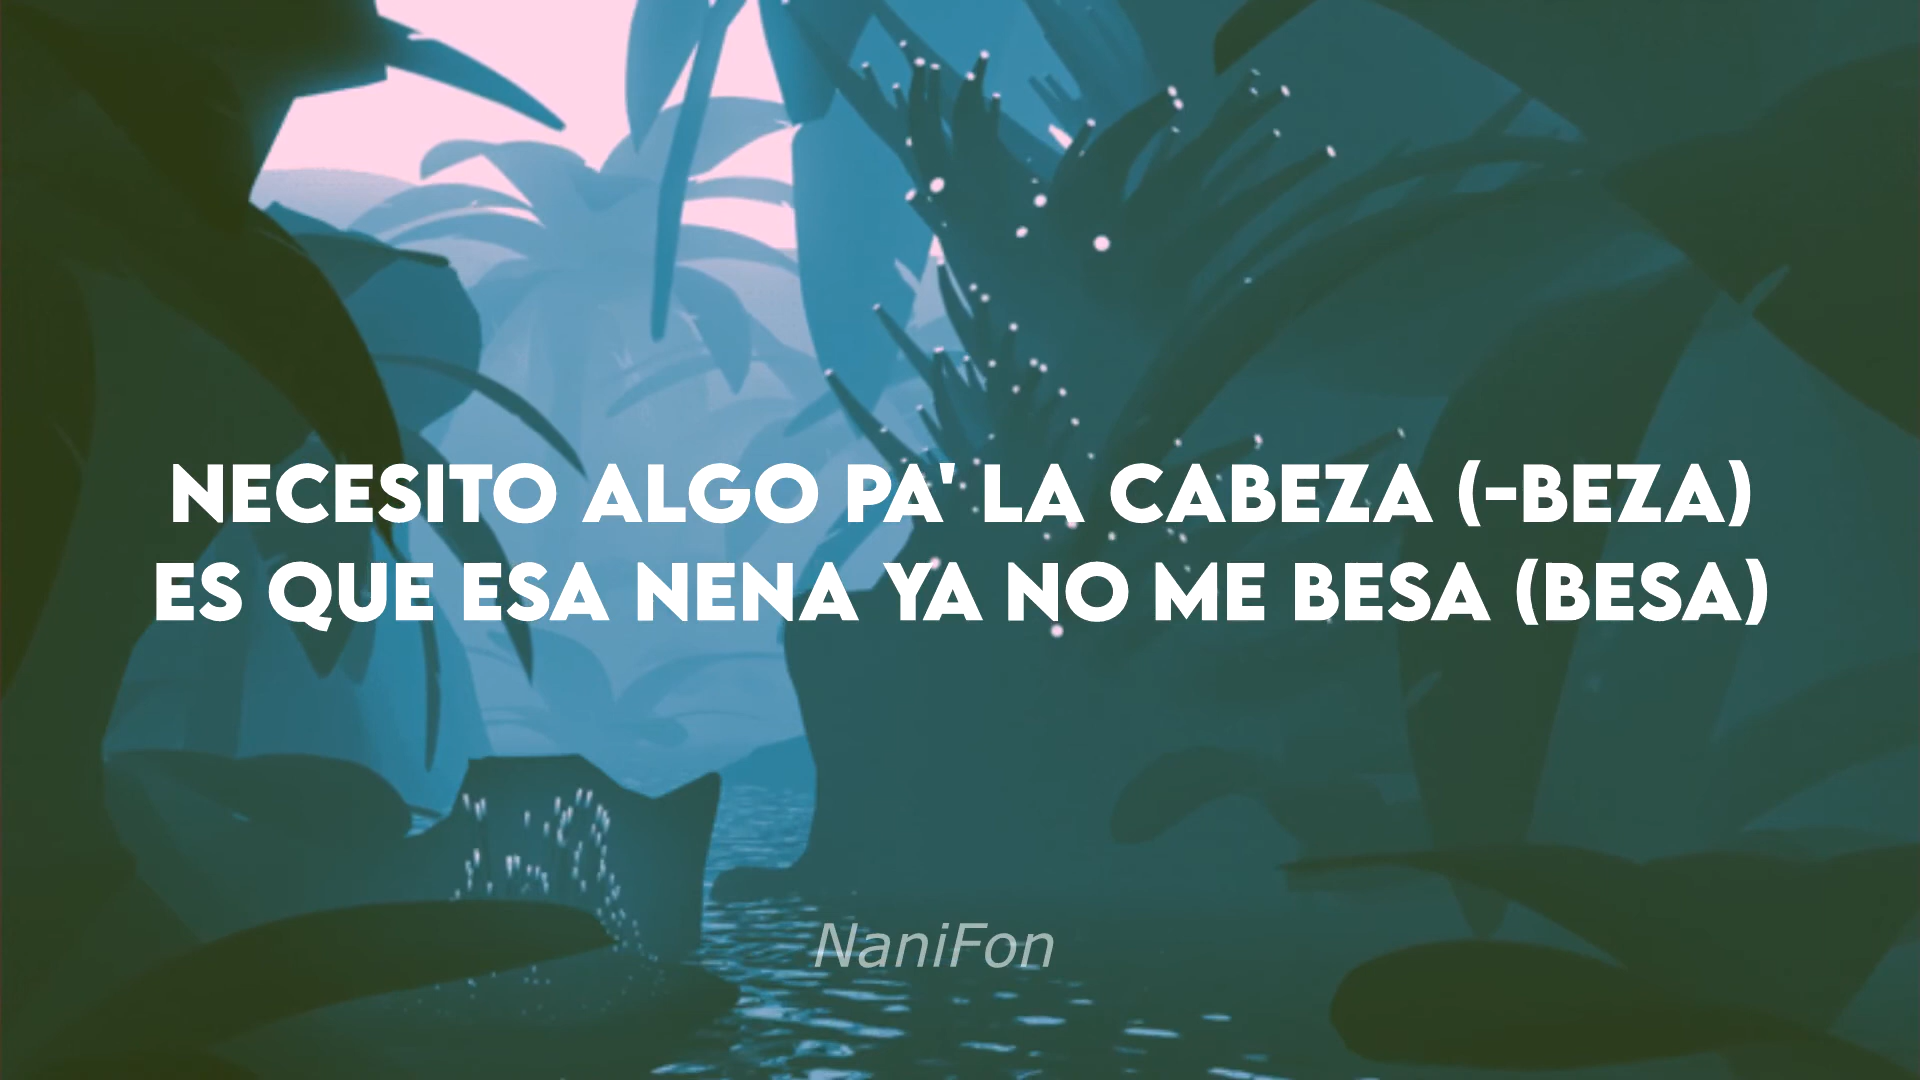 NECESITO ALGO PA' LA CABEZA (-BEZA)
ES QUE ESA NENA YA NO ME BESA (BESA)
NaniFon